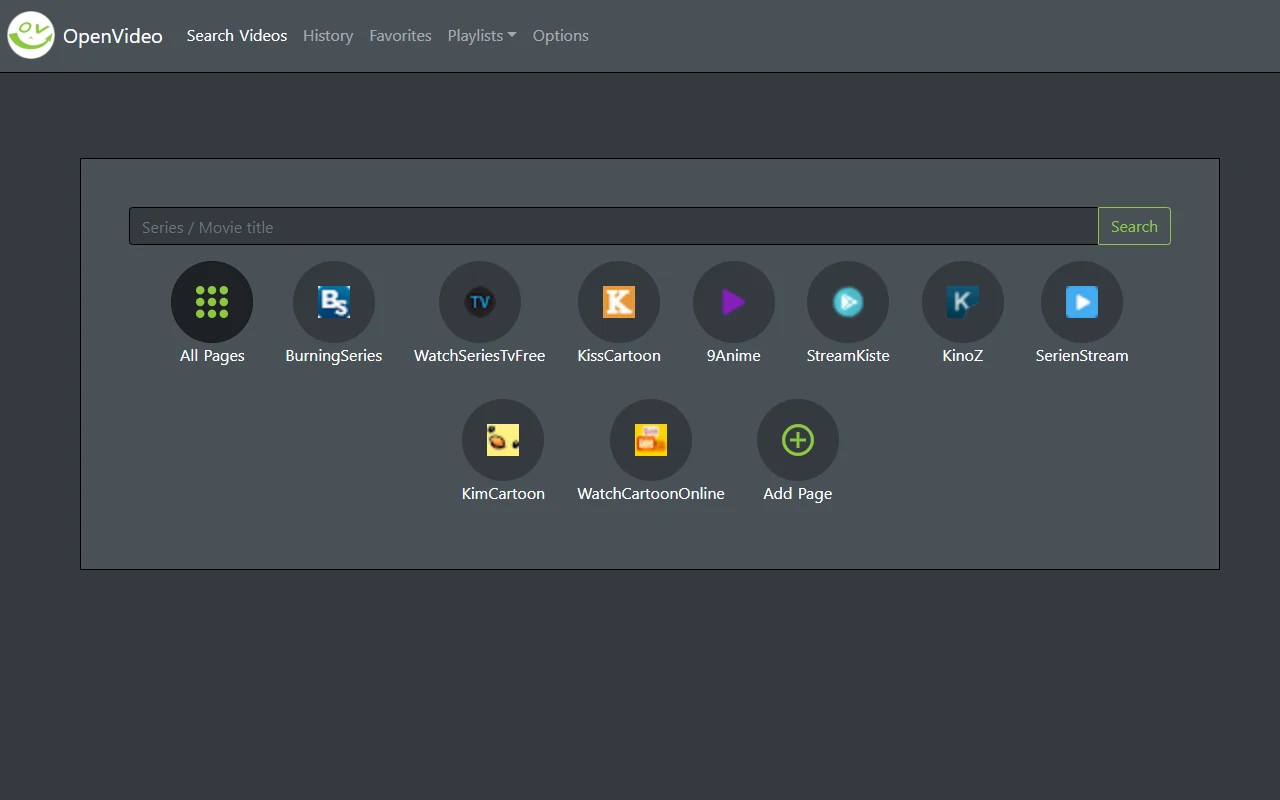 OpenVideo Search Videos History Favorites Playlists Options
Series / Movie title Search
All Pages BurningSeries WatchSeriesTvFree KissCartoon 9Anime StreamKiste KinoZ SerienStream
KimCartoon WatchCartoonOnline Add Page